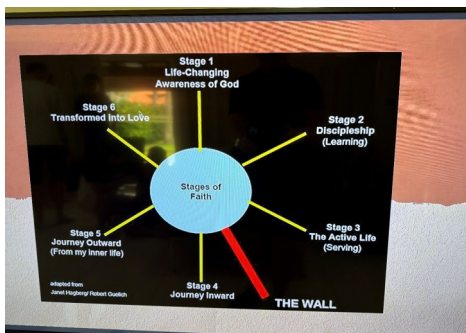 Stage 1
Life-Changing
Awareness of God
Stage 2
Discipleship
(Learning)
Stage 3
The Active Life
(Serving)
THE WALL
Stage 4
Journey Inward
Stage 5
Journey Outward
(From my inner life)
Stage 6
Transformed into Love
Stages of
Faith
adapted from
Janet Hagberg/ Robert Guelich